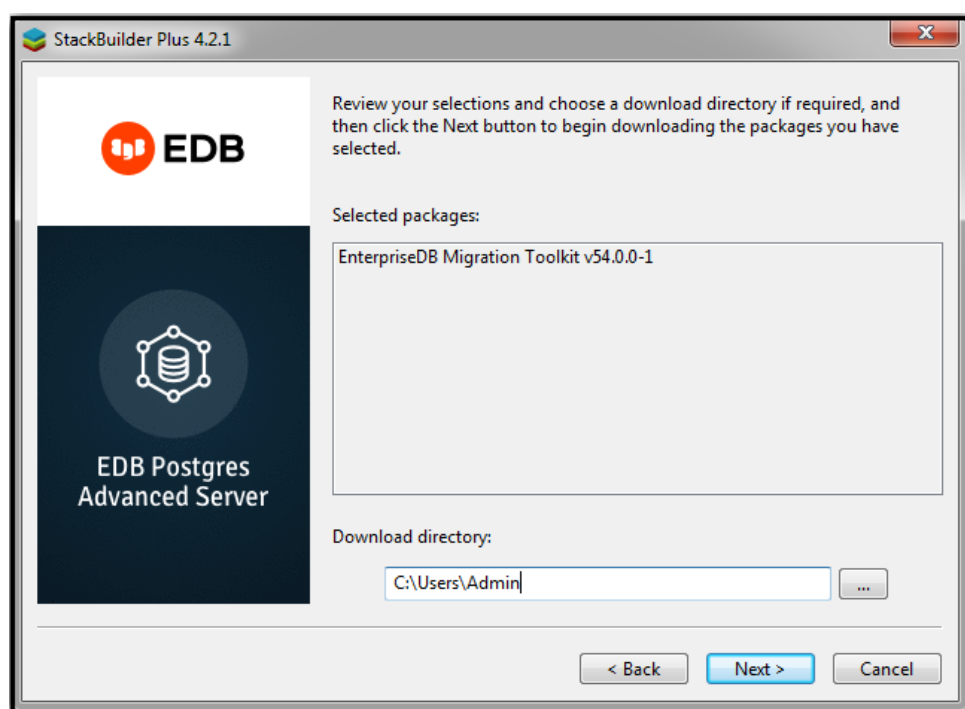 StackBuilder Plus 4.2.1
EDB
EDB Postgres
Advanced Server
Review your selections and choose a download directory if required, and
then click the Next button to begin downloading the packages you have
selected.
Selected packages:
EnterpriseDB Migration Toolkit v54.0.0-1
Download directory:
C:\Users\Admin
...
< Back
Next >
Cancel